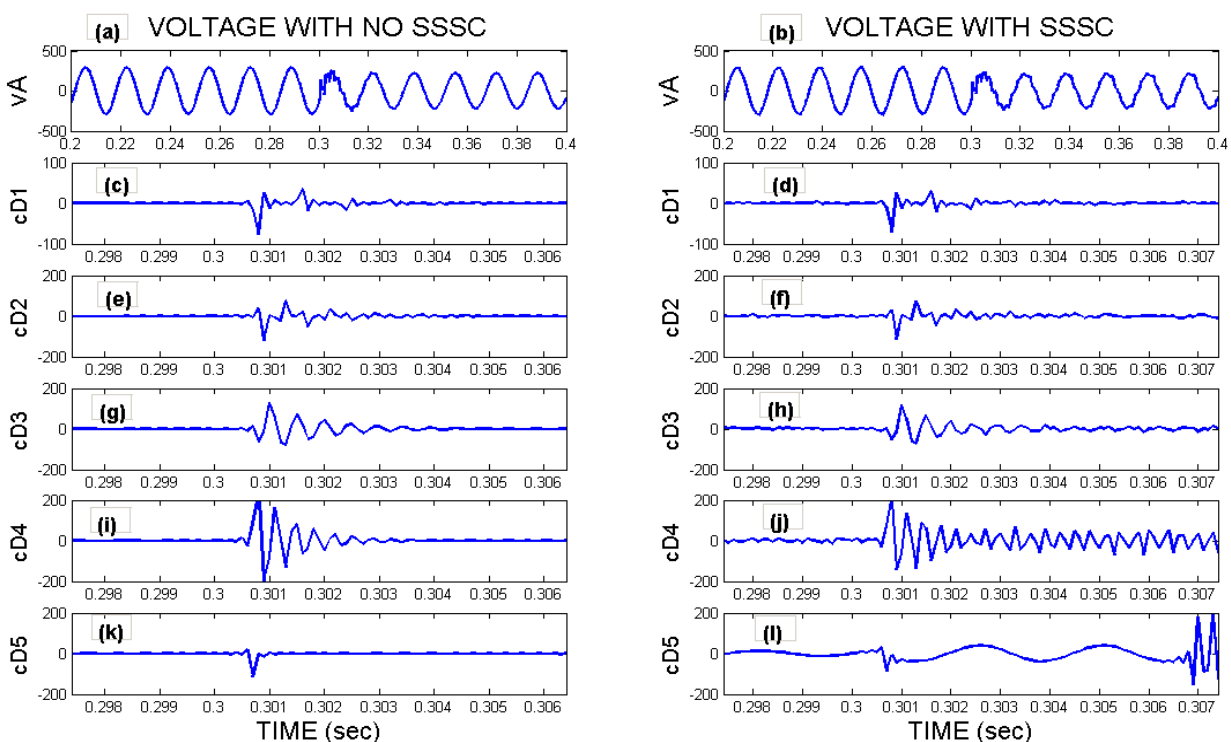 (a) VOLTAGE WITH NO SSSC
vA
500
0
-500
0.2 0.22 0.24 0.26 0.28 0.3 0.32 0.34 0.36 0.38 0.4
(c)
cD1
100
0
-100
0.298 0.299 0.3 0.301 0.302 0.303 0.304 0.305 0.306
(e)
cD2
200
0
-200
0.298 0.299 0.3 0.301 0.302 0.303 0.304 0.305 0.306
(g)
cD3
200
0
-200
0.298 0.299 0.3 0.301 0.302 0.303 0.304 0.305 0.306
(i)
cD4
200
0
-200
0.298 0.299 0.3 0.301 0.302 0.303 0.304 0.305 0.306
(k)
cD5
200
0
-200
0.298 0.299 0.3 0.301 0.302 0.303 0.304 0.305 0.306
TIME (sec)
(b) VOLTAGE WITH SSSC
vA
500
0
-500
0.2 0.22 0.24 0.26 0.28 0.3 0.32 0.34 0.36 0.38 0.4
(d)
cD1
100
0
-100
0.298 0.299 0.3 0.301 0.302 0.303 0.304 0.305 0.306 0.307
(f)
cD2
200
0
-200
0.298 0.299 0.3 0.301 0.302 0.303 0.304 0.305 0.306 0.307
(h)
cD3
200
0
-200
0.298 0.299 0.3 0.301 0.302 0.303 0.304 0.305 0.306 0.307
(j)
cD4
200
0
-200
0.298 0.299 0.3 0.301 0.302 0.303 0.304 0.305 0.306 0.307
(l)
cD5
200
0
-200
0.298 0.299 0.3 0.301 0.302 0.303 0.304 0.305 0.306 0.307
TIME (sec)